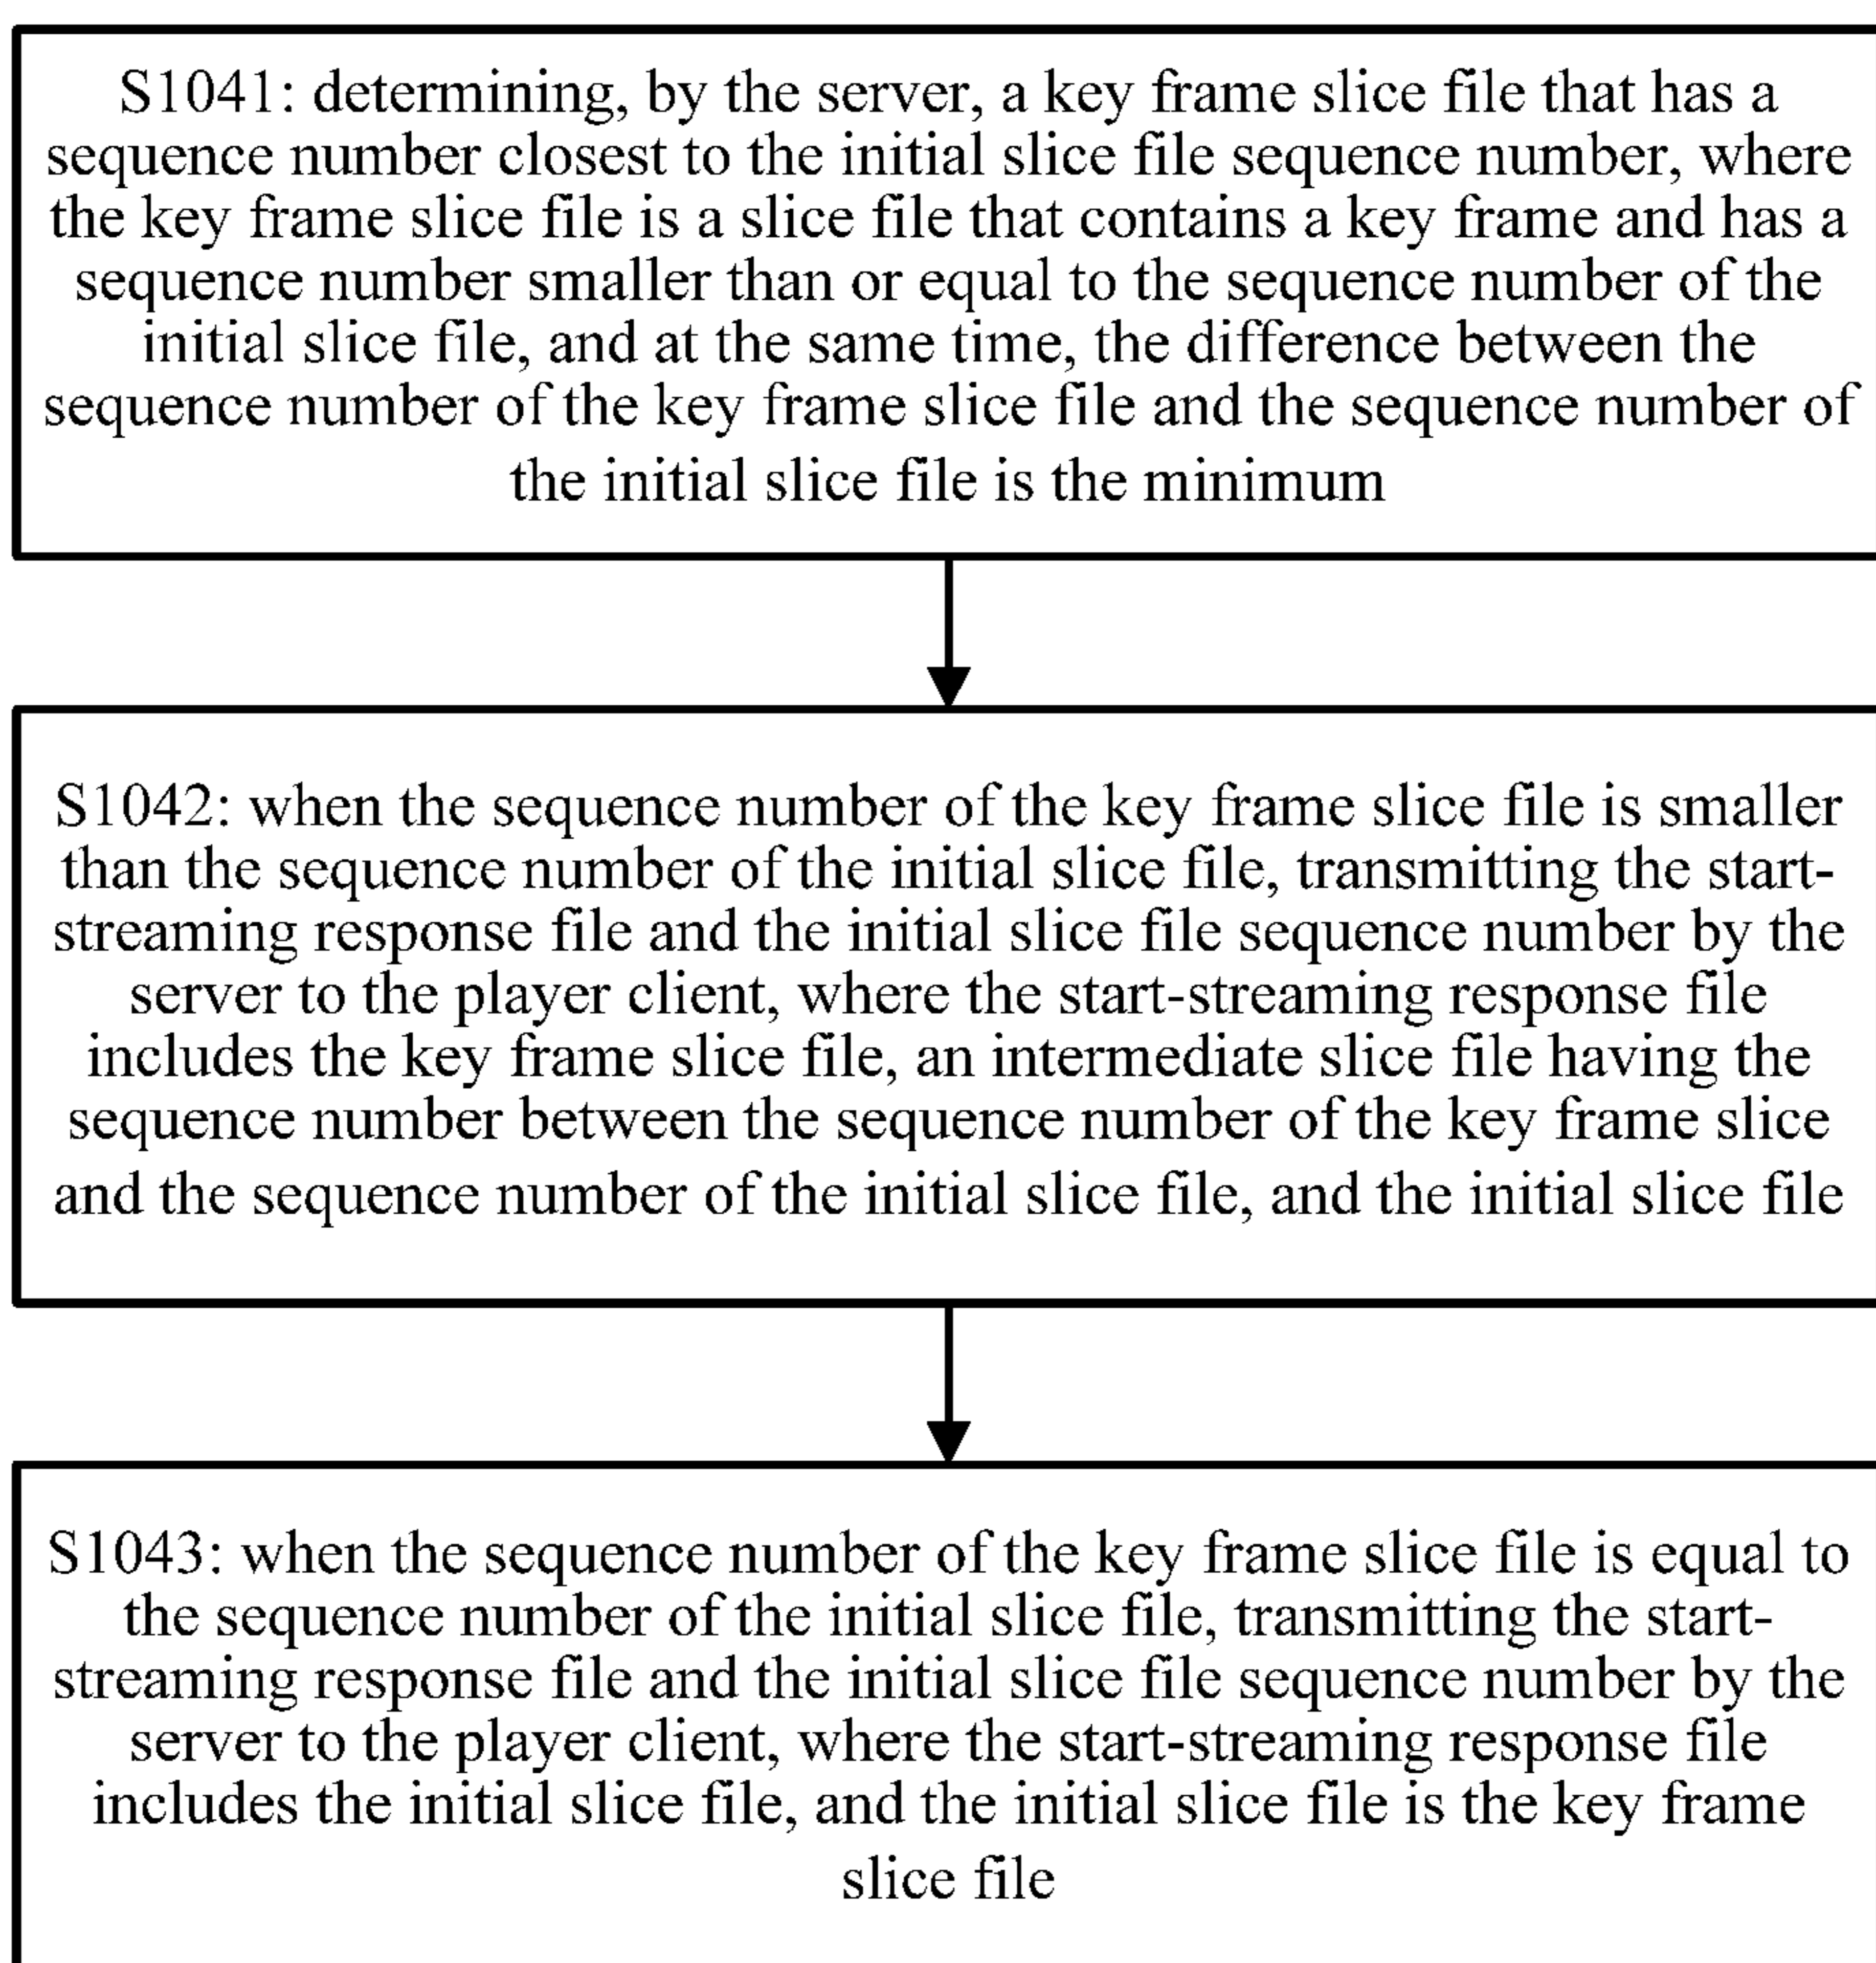 S1041: determining, by the server, a key frame slice file that has a
sequence number closest to the initial slice file sequence number, where
the key frame slice file is a slice file that contains a key frame and has a
sequence number smaller than or equal to the sequence number of the
initial slice file, and at the same time, the difference between the
sequence number of the key frame slice file and the sequence number of
the initial slice file is the minimum
S1042: when the sequence number of the key frame slice file is smaller
than the sequence number of the initial slice file, transmitting the start-
streaming response file and the initial slice file sequence number by the
server to the player client, where the start-streaming response file
includes the key frame slice file, an intermediate slice file having the
sequence number between the sequence number of the key frame slice
and the sequence number of the initial slice file, and the initial slice file
S1043: when the sequence number of the key frame slice file is equal to
the sequence number of the initial slice file, transmitting the start-
streaming response file and the initial slice file sequence number by the
server to the player client, where the start-streaming response file
includes the initial slice file, and the initial slice file is the key frame
slice file